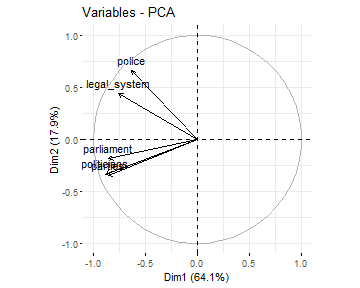 Variables - PCA
1.0
police
legal_system
0.5
Dim2 (17.9%)
0.0
parliament
politicians
parties
-0.5
-1.0
-1.0
-0.5
0.0
0.5
1.0
Dim1 (64.1%)